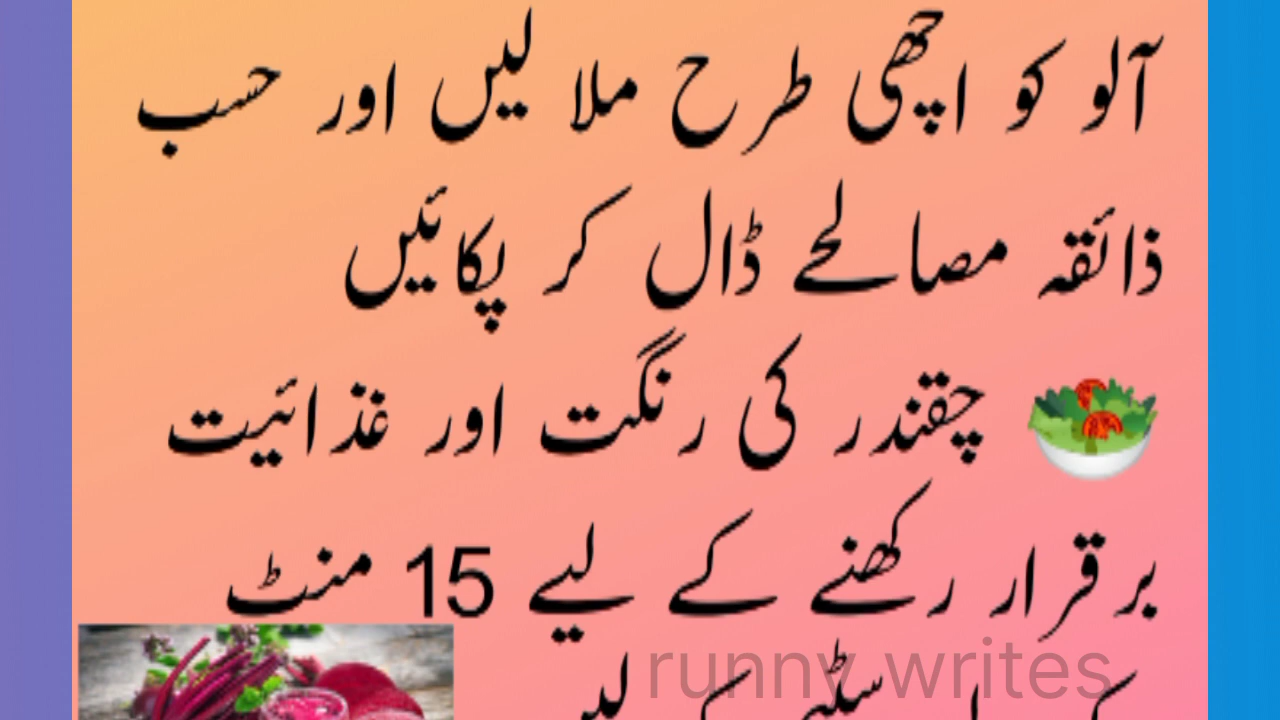 آلو کو اچھی طرح ملا لیں اور حسب
ذائقہ مصالحے ڈال کر پکائیں
🥗 چقندر کی رنگت اور غذائیت
برقرار رکھنے کے لیے 15 منٹ
runny writes